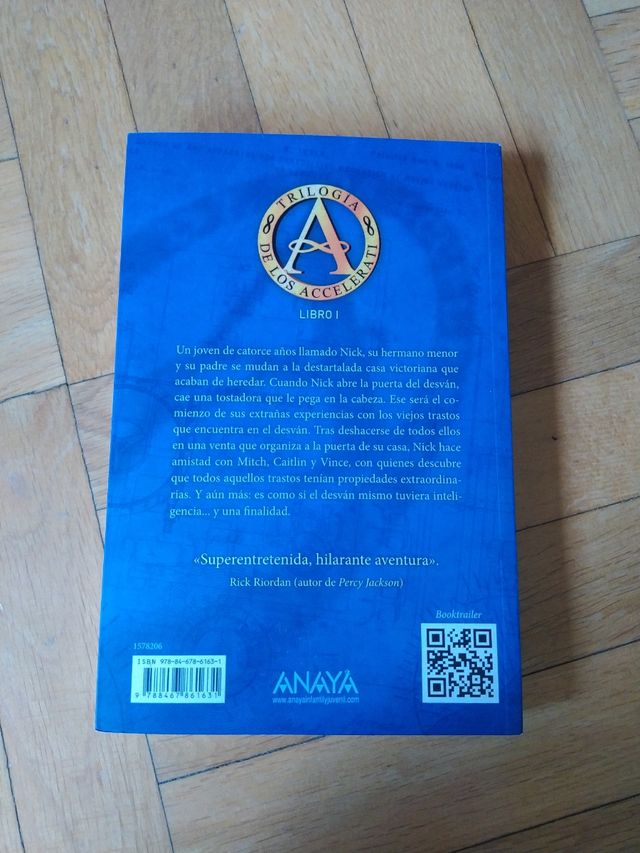 TRILOGÍA
DE LOS ACCELERATI
A
LIBRO I
Un joven de catorce años llamado Nick, su hermano menor
y su padre se mudan a la destartalada casa victoriana que
acaban de heredar. Cuando Nick abre la puerta del desván,
cae una tostadora que le pega en la cabeza. Ese será el co-
mienzo de sus extrañas experiencias con los viejos trastos
que encuentra en el desván. Tras deshacerse de todos ellos
en una venta que organiza a la puerta de su casa, Nick hace
amistad con Mitch, Caitlin y Vince, con quienes descubre
que todos aquellos trastos tenían propiedades extraordina-
rias. Y aún más: es como si el desván mismo tuviera inteli-
gencia... y una finalidad.
«Superentretenida, hilarante aventura».
Rick Riordan (autor de Percy Jackson)
Booktrailer
1578206
ISBN 978-84-678-6163-1
9 788467 861631
ANAYA
www.anayainfantilyjuvenil.com